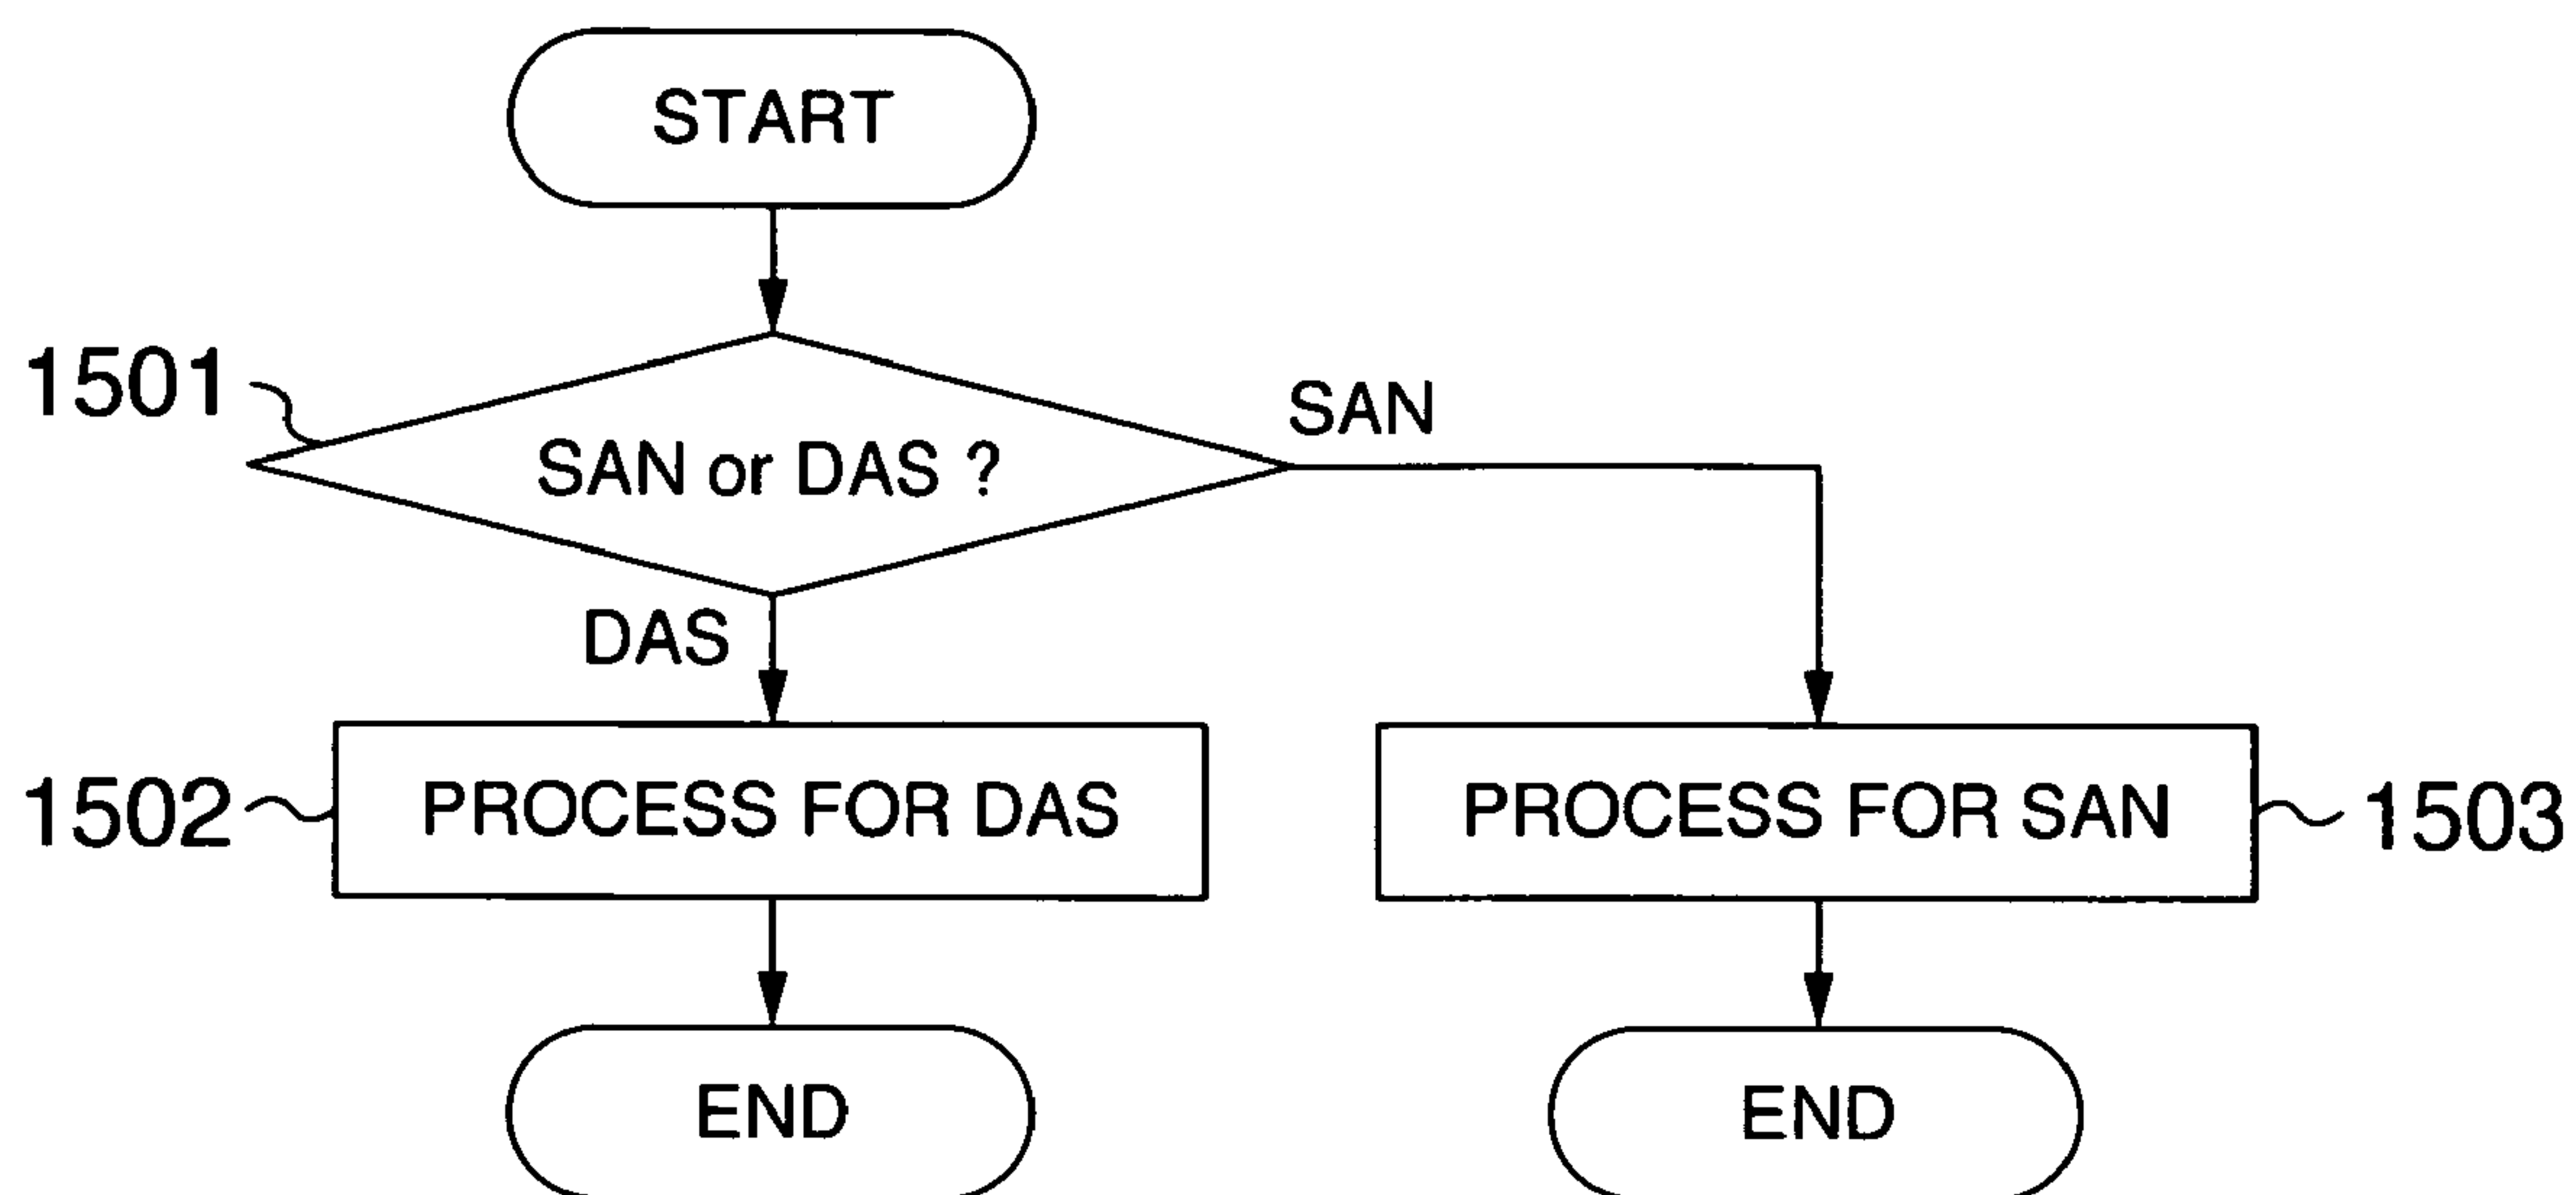 START
1501
SAN or DAS ?
SAN
DAS
1502
PROCESS FOR DAS
PROCESS FOR SAN
1503
END
END